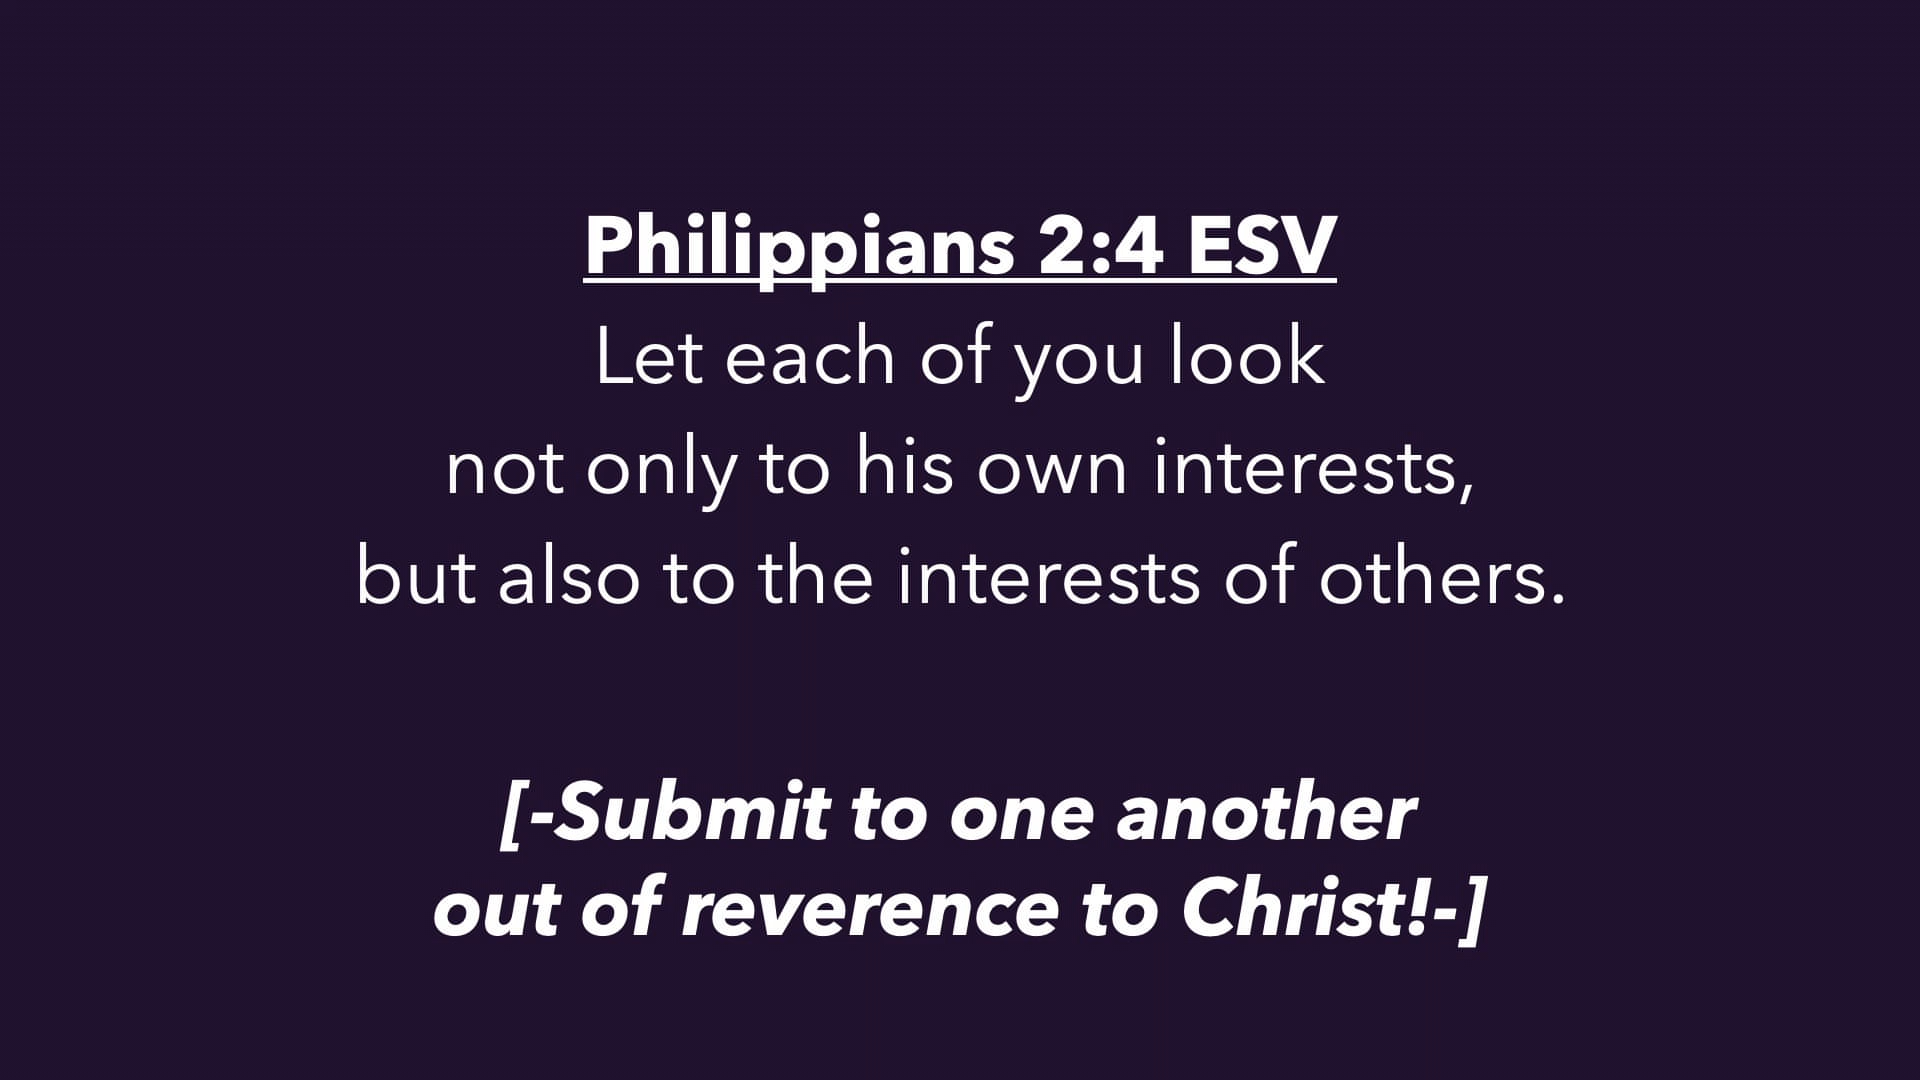 Philippians 2:4 ESV
Let each of you look
not only to his own interests,
but also to the interests of others.
[-Submit to one another
out of reverence to Christ!-]